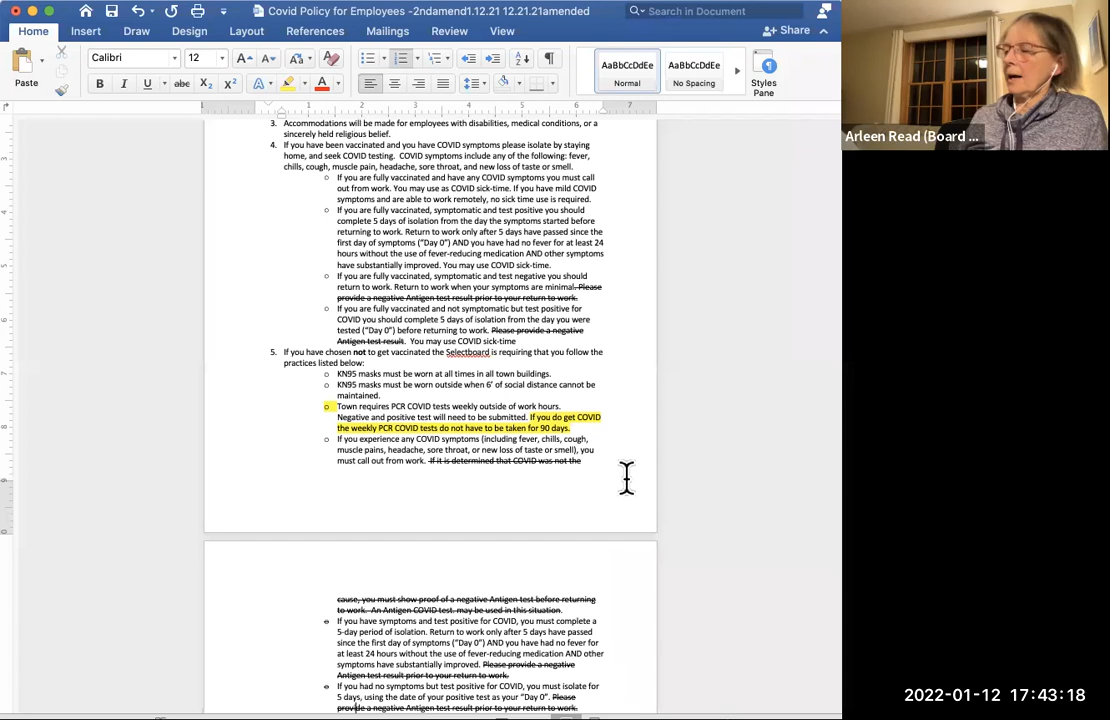 Covid Policy for Employees -2ndamend1.12.21 12.21.21amended
Search in Document
Home Insert Draw Design Layout References Mailings Review View
Share
Paste
Calibri 12
B I U abc A A
AaBbCcDdEe
Normal
AaBbCcDdEe
No Spacing
Styles
Pane
1 1 2 3 4 5 6 7
3. Accommodations will be made for employees with disabilities, medical conditions, or a
sincerely held religious belief.
4. If you have been vaccinated and you have COVID symptoms please isolate by staying
home, and seek COVID testing. COVID symptoms include any of the following: fever,
chills, cough, muscle pain, headache, sore throat, and new loss of taste or smell.
o If you are fully vaccinated and have any COVID symptoms you must call
out from work. You may use as COVID sick-time. If you have mild COVID
symptoms and are able to work remotely, no sick time use is required.
o If you are fully vaccinated, symptomatic and test positive you should
complete 5 days of isolation from the day the symptoms started before
returning to work. Return to work only after 5 days have passed since the
first day of symptoms ("Day 0") AND you have had no fever for at least 24
hours without the use of fever-reducing medication AND other symptoms
have substantially improved. You may use COVID sick-time.
o If you are fully vaccinated, symptomatic and test negative you should
return to work. Return to work when your symptoms are minimal. Please
provide a negative Antigen test result prior to your return to work.
o If you are fully vaccinated and not symptomatic but test positive for
COVID you should complete 5 days of isolation from the day you were
tested ("Day 0") before returning to work. Please provide a negative
Antigen test result. You may use COVID sick-time
5. If you have chosen not to get vaccinated the Selectboard is requiring that you follow the
practices listed below:
o KN95 masks must be worn at all times in all town buildings.
o KN95 masks must be worn outside when 6' of social distance cannot be
maintained.
o Town requires PCR COVID tests weekly outside of work hours.
Negative and positive test will need to be submitted. If you do get COVID
the weekly PCR COVID tests do not have to be taken for 90 days.
o If you experience any COVID symptoms (including fever, chills, cough,
muscle pains, headache, sore throat, or new loss of taste or smell), you
must call out from work. If it is determined that COVID was not the
cause, you must show proof of a negative Antigen test before returning
to work. An Antigen COVID test. may be used in this situation.
o If you have symptoms and test positive for COVID, you must complete a
5-day period of isolation. Return to work only after 5 days have passed
since the first day of symptoms ("Day 0") AND you have had no fever for
at least 24 hours without the use of fever-reducing medication AND other
symptoms have substantially improved. Please provide a negative
Antigen test result prior to your return to work.
o If you had no symptoms but test positive for COVID, you must isolate for
5 days, using the date of your positive test as your "Day 0". Please
provide a negative Antigen test result prior to your return to work.
Arleen Read (Board ...
2022-01-12 17:43:18